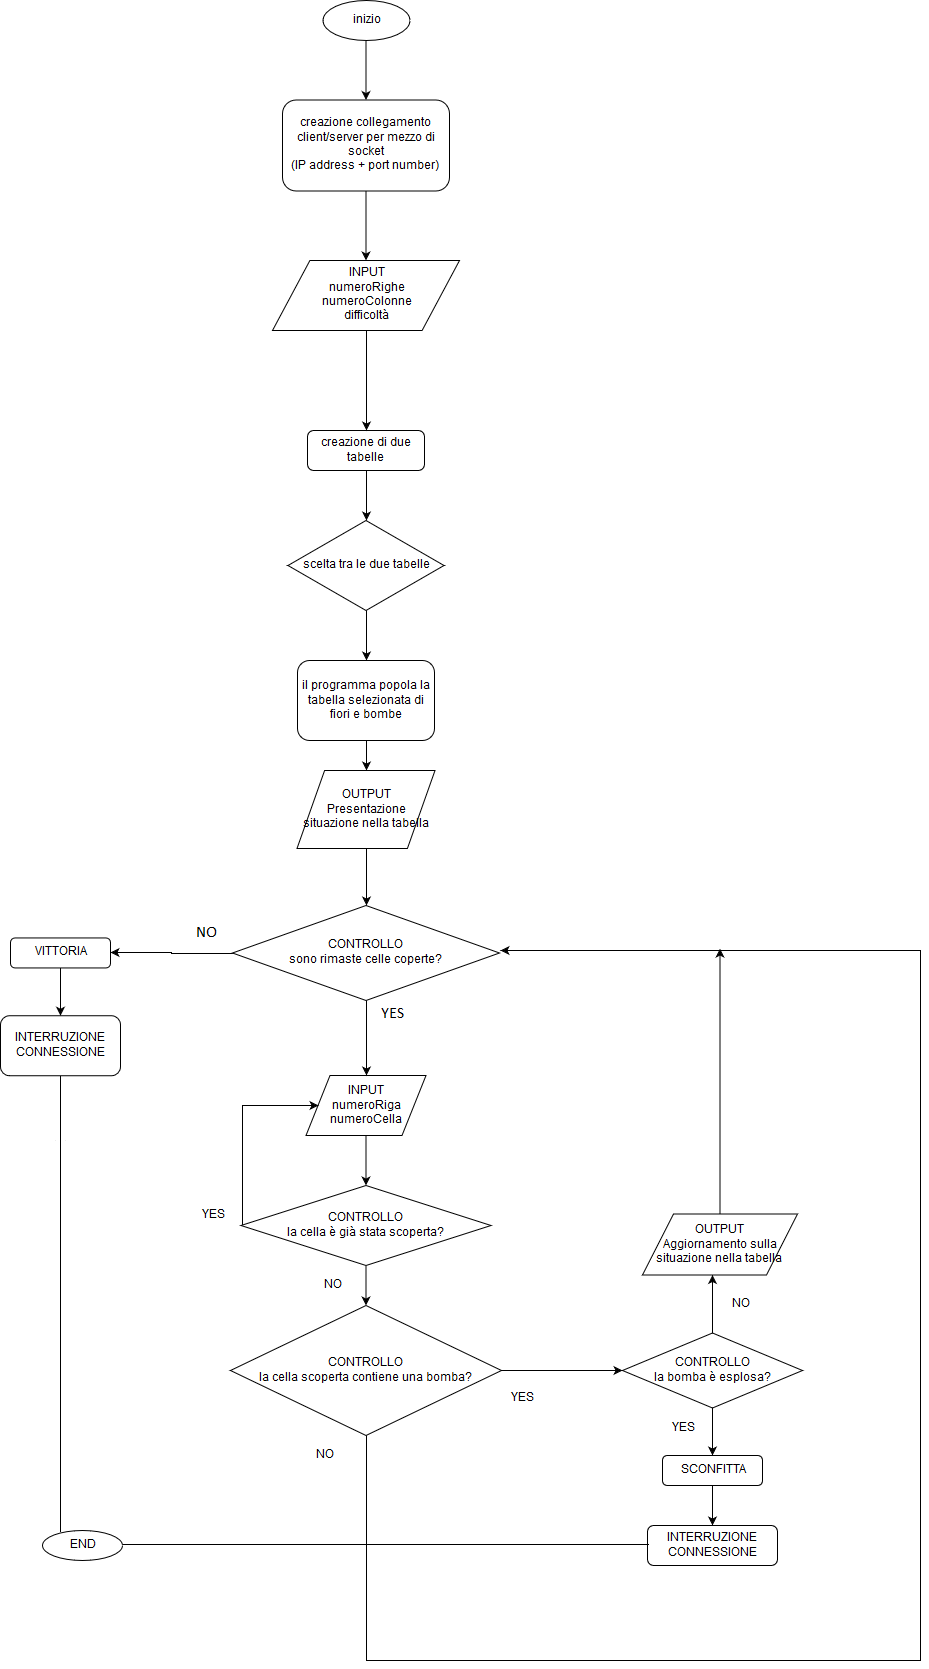 inizio
creazione collegamento
client/server per mezzo di
socket
(IP address + port number)
INPUT
numeroRighe
numeroColonne
difficoltà
creazione di due
tabelle
scelta tra le due tabelle
il programma popola la
tabella selezionata di
fiori e bombe
OUTPUT
Presentazione
situazione nella tabella
CONTROLLO
sono rimaste celle coperte?
NO
VITTORIA
INTERRUZIONE
CONNESSIONE
YES
INPUT
numeroRiga
numeroCella
CONTROLLO
la cella è già stata scoperta?
YES
NO
CONTROLLO
la cella scoperta contiene una bomba?
YES
NO
CONTROLLO
la bomba è esplosa?
NO
OUTPUT
Aggiornamento sulla
situazione nella tabella
YES
SCONFITTA
INTERRUZIONE
CONNESSIONE
END